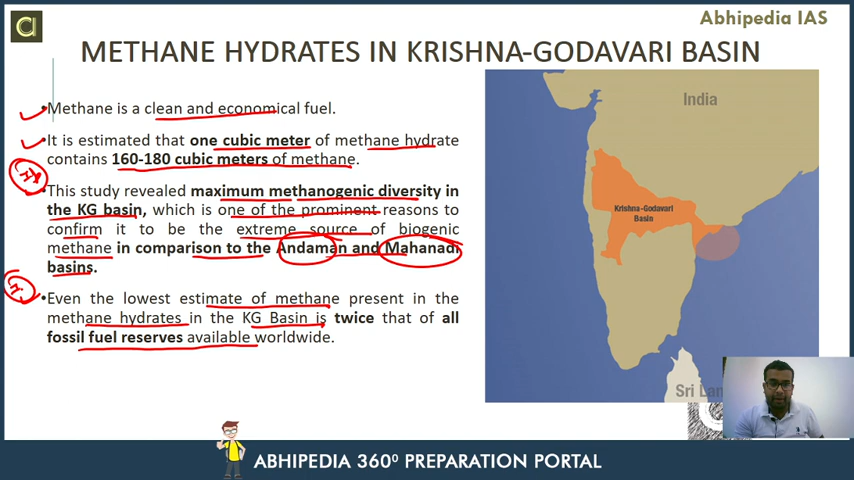 Abhipedia IAS
METHANE HYDRATES IN KRISHNA-GODAVARI BASIN
•Methane is a clean and economical fuel.
•It is estimated that one cubic meter of methane hydrate
contains 160-180 cubic meters of methane.
•This study revealed maximum methanogenic diversity in
the KG basin, which is one of the prominent reasons to
confirm it to be the extreme source of biogenic
methane in comparison to the Andaman and Mahanadi
basins.
•Even the lowest estimate of methane present in the
methane hydrates in the KG Basin is twice that of all
fossil fuel reserves available worldwide.
India
Krishna-Godavari
Basin
Sri Lan
ABHIPEDIA 360⁰ PREPARATION PORTAL